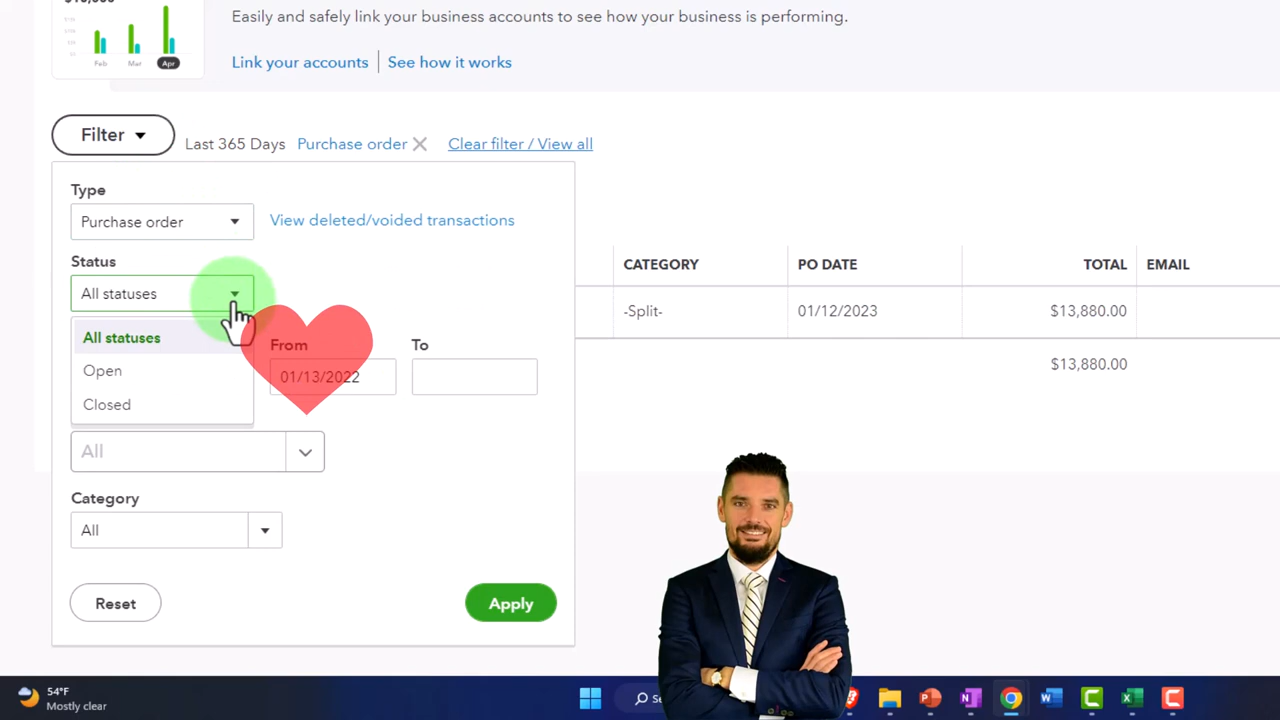 Easily and safely link your business accounts to see how your business is performing.
Feb Mar Apr
Link your accounts See how it works
Filter Last 365 Days Purchase order Clear filter / View all
Type
Purchase order View deleted/voided transactions
Status
All statuses
All statuses
Open
Closed
From To
01/13/2022
All
Category
All
Reset Apply
CATEGORY PO DATE TOTAL EMAIL
-Split- 01/12/2023 $13,880.00
$13,880.00
54°F
Mostly clear